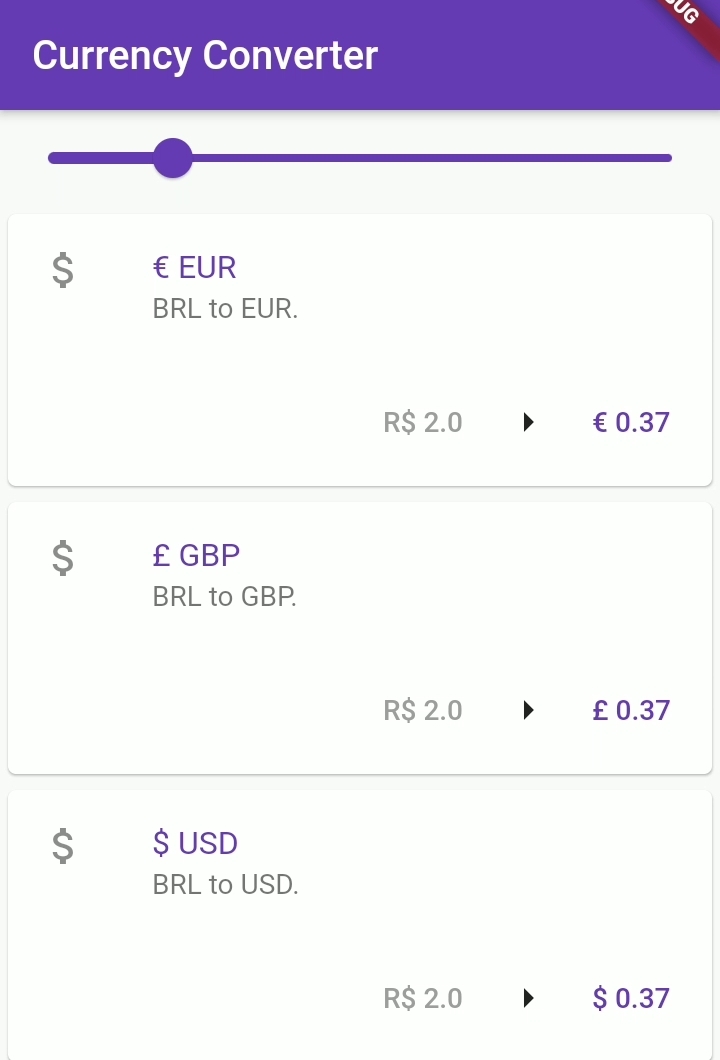 Currency Converter
$
€ EUR
BRL to EUR.
R$ 2.0
€ 0.37
$
£ GBP
BRL to GBP.
R$ 2.0
£ 0.37
$
$ USD
BRL to USD.
R$ 2.0
$ 0.37